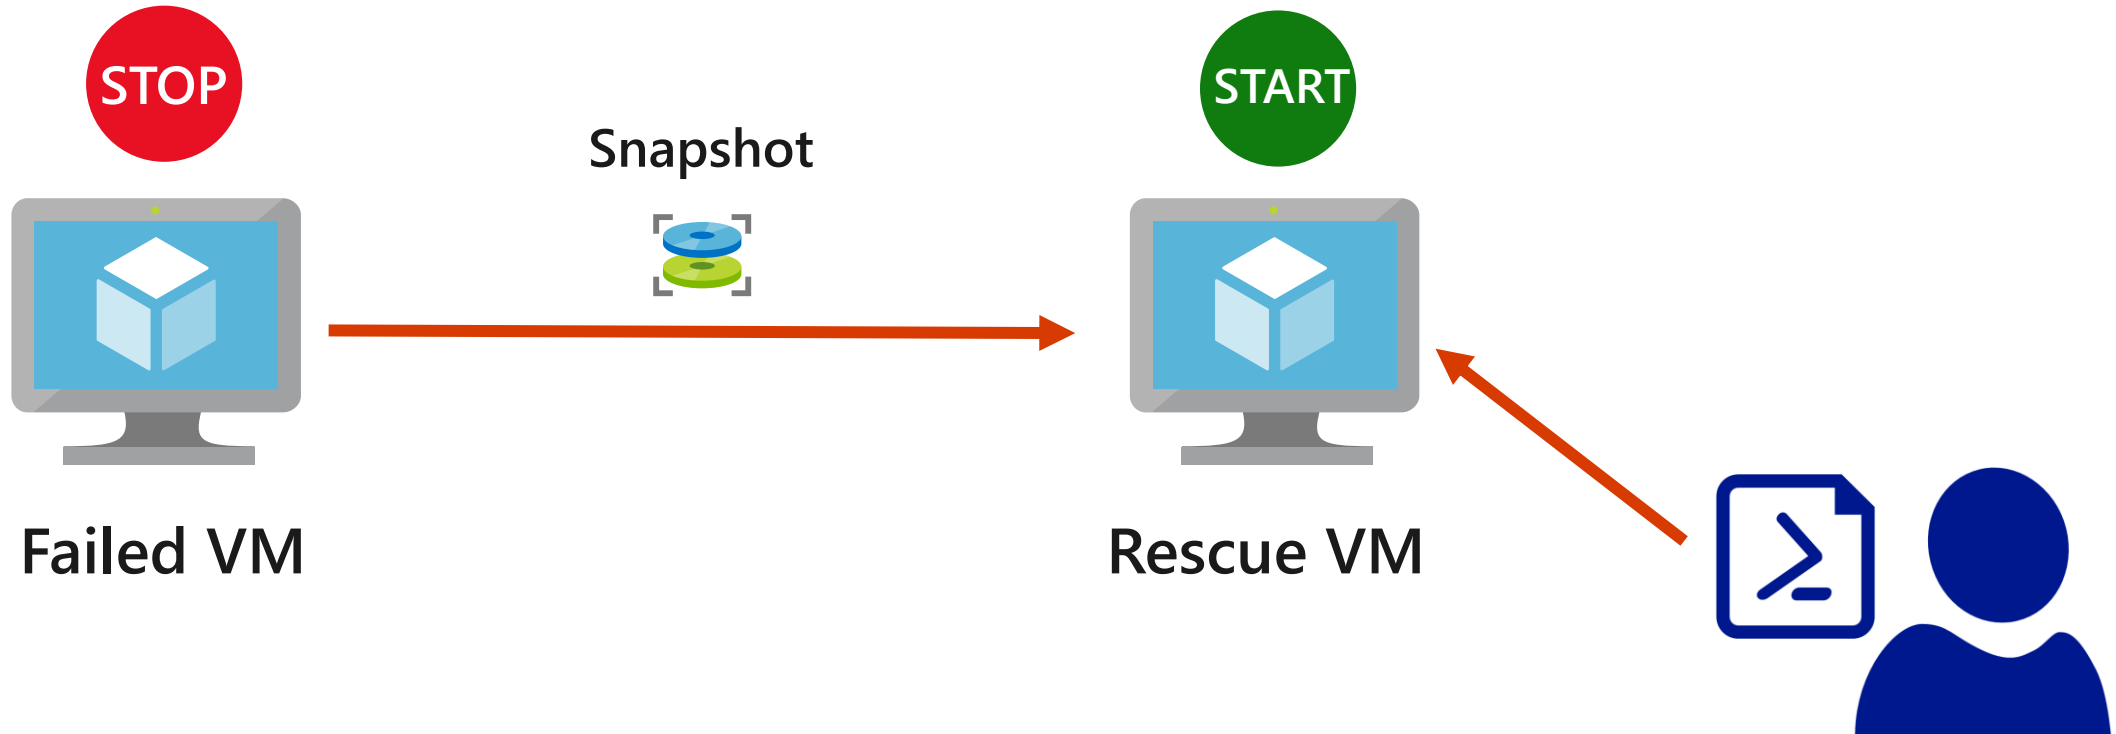 STOP
START
Snapshot
Failed VM
Rescue VM